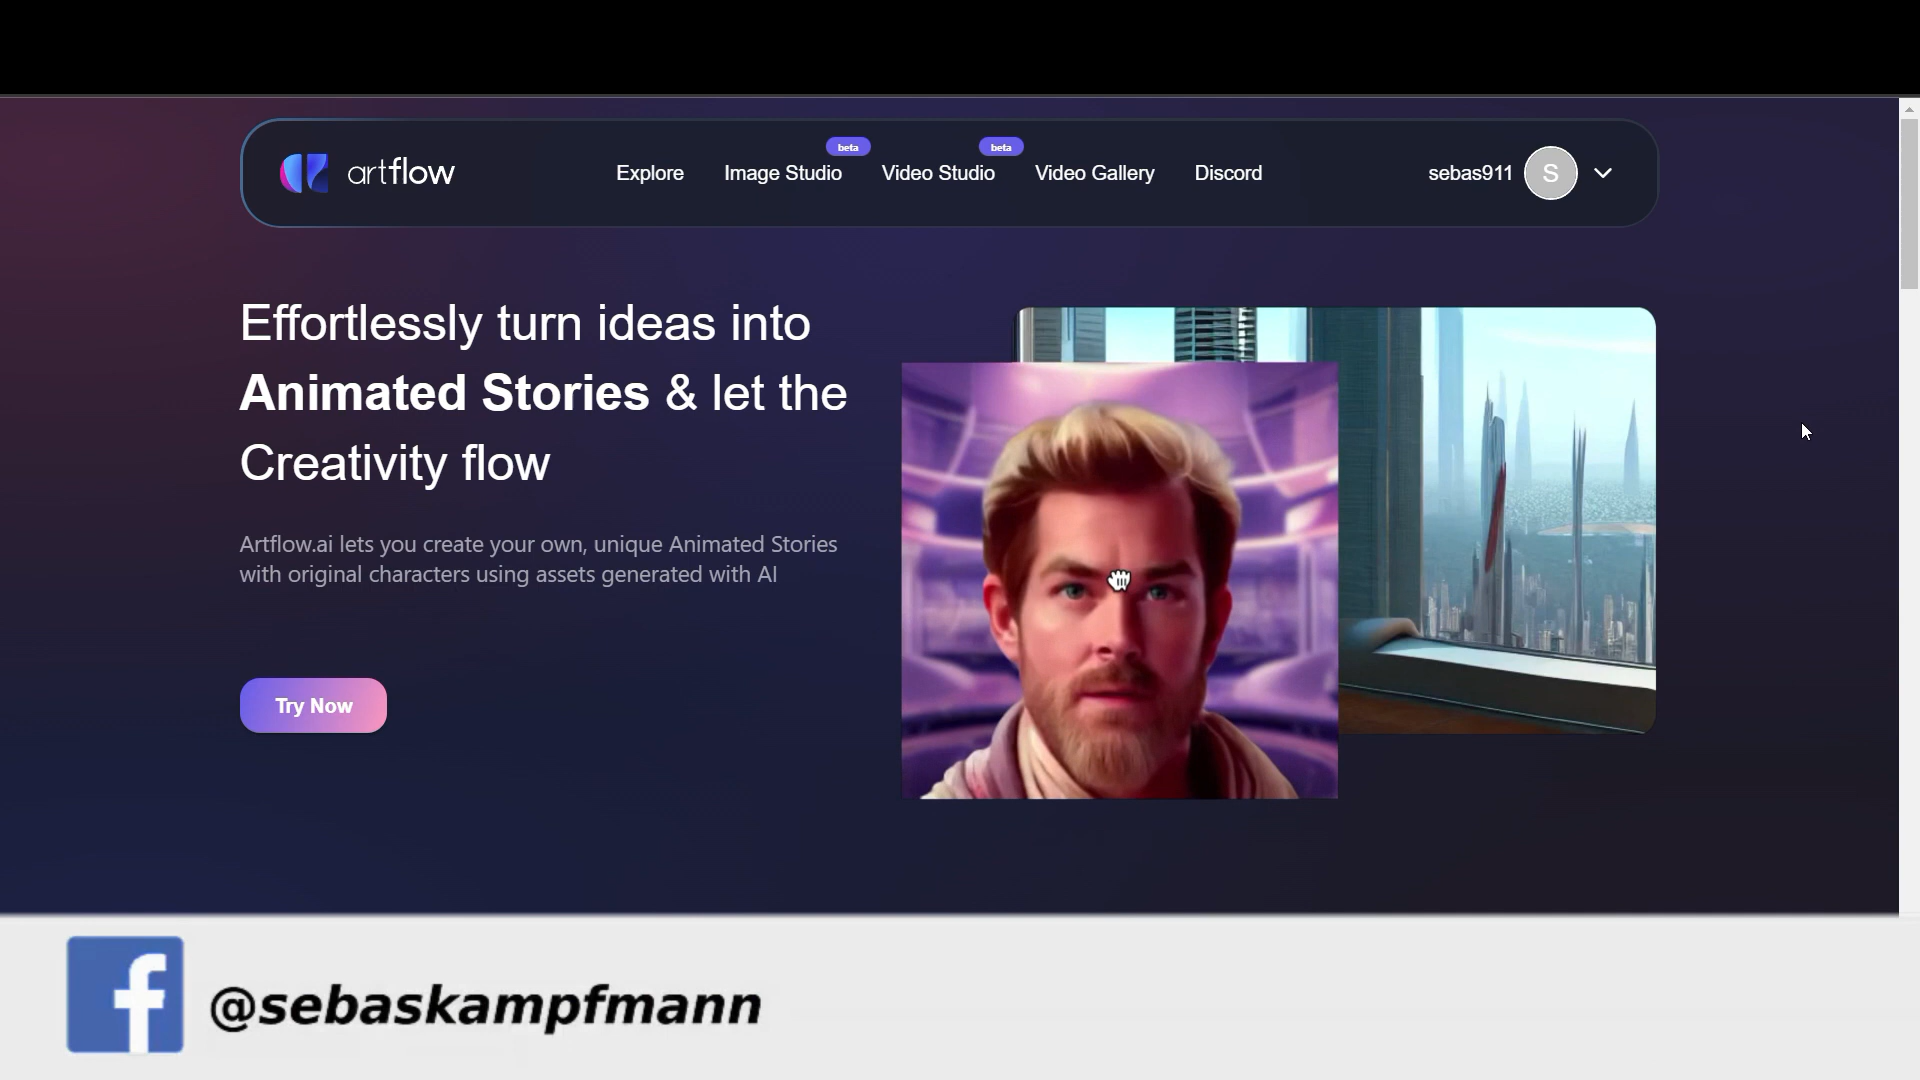 artflow
Explore
Image Studio
beta
Video Studio
beta
Video Gallery
Discord
sebas911
S
Effortlessly turn ideas into
Animated Stories & let the
Creativity flow
Artflow.ai lets you create your own, unique Animated Stories
with original characters using assets generated with AI
Try Now
f
@sebaskampfmann